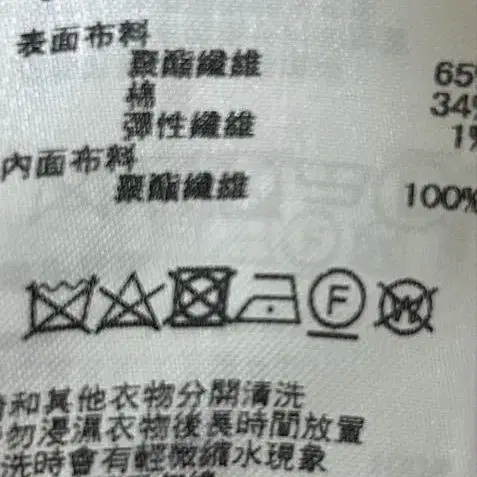 表面布料
聚酯纖維 65%
棉 34%
彈性纖維 1%
內面布料
聚酯纖維 100%
F W
和其他衣物分開清洗
勿浸濕衣物後長時間放置
洗時會有輕微縮水現象